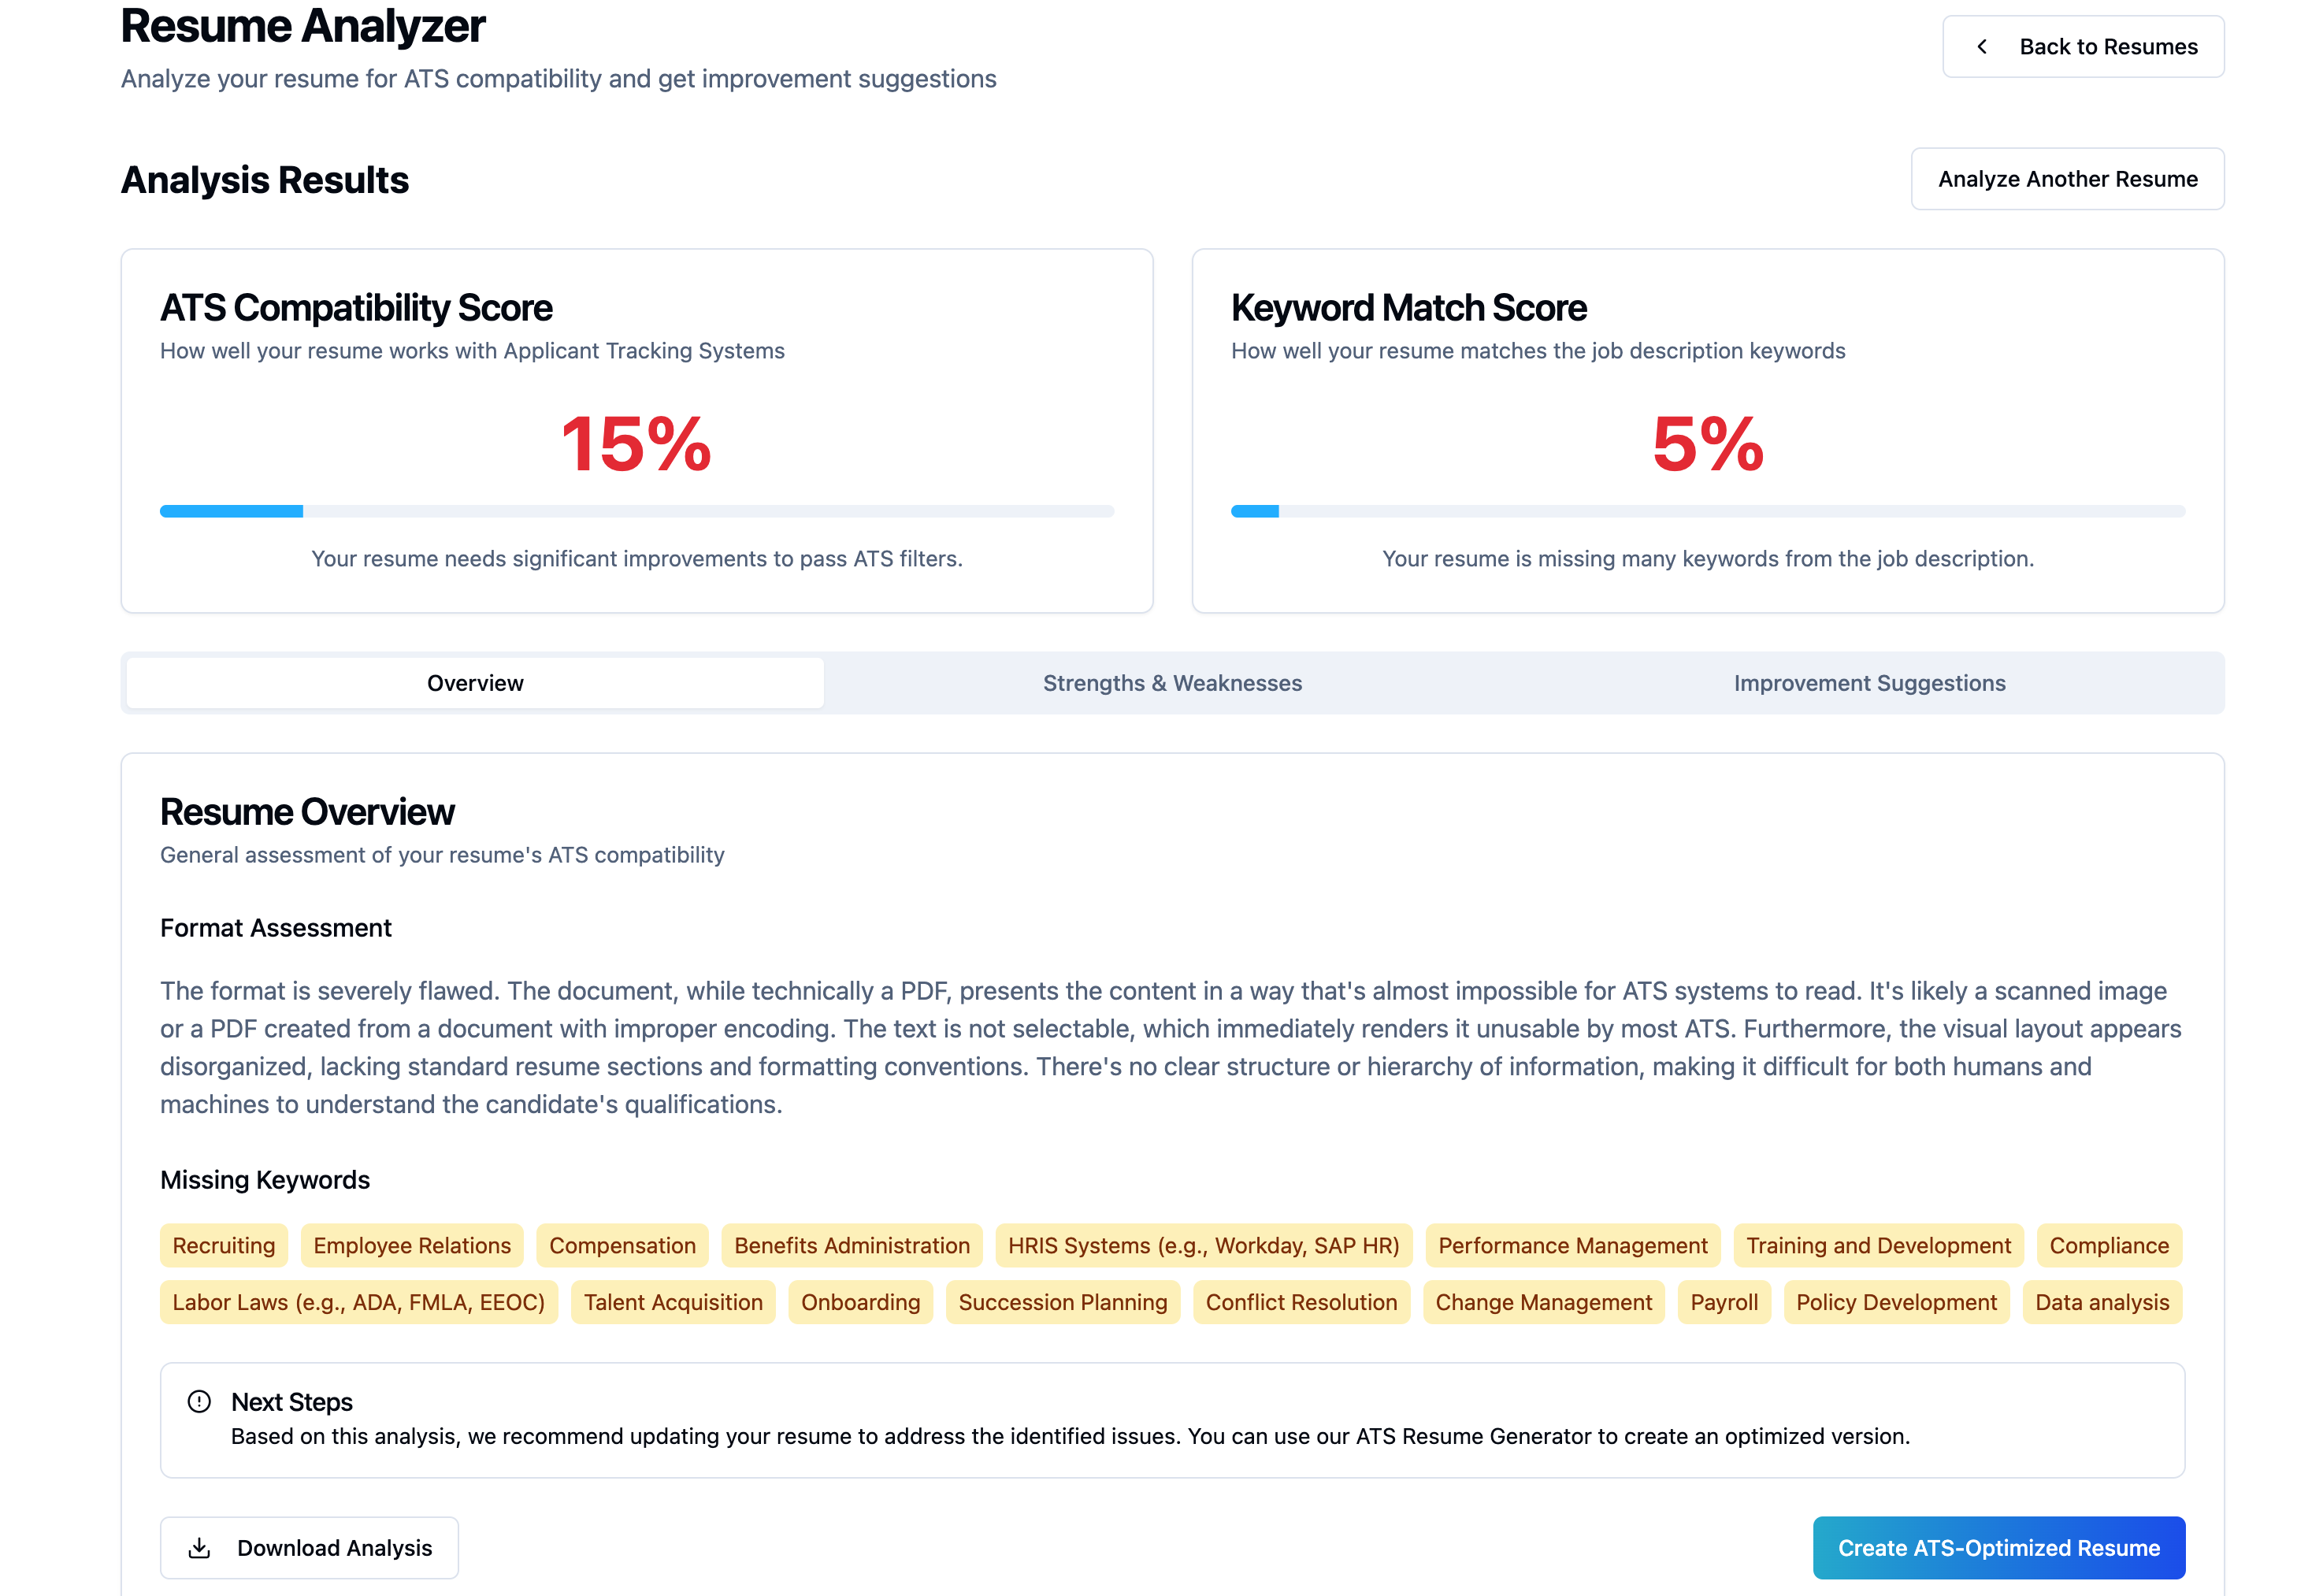 Resume Analyzer
Back to Resumes
Analyze your resume for ATS compatibility and get improvement suggestions
Analysis Results
Analyze Another Resume
ATS Compatibility Score
How well your resume works with Applicant Tracking Systems
15%
Your resume needs significant improvements to pass ATS filters.
Keyword Match Score
How well your resume matches the job description keywords
5%
Your resume is missing many keywords from the job description.
Overview
Strengths & Weaknesses
Improvement Suggestions
Resume Overview
General assessment of your resume's ATS compatibility
Format Assessment
The format is severely flawed. The document, while technically a PDF, presents the content in a way that's almost impossible for ATS systems to read. It's likely a scanned image
or a PDF created from a document with improper encoding. The text is not selectable, which immediately renders it unusable by most ATS. Furthermore, the visual layout appears
disorganized, lacking standard resume sections and formatting conventions. There's no clear structure or hierarchy of information, making it difficult for both humans and
machines to understand the candidate's qualifications.
Missing Keywords
Recruiting Employee Relations Compensation Benefits Administration HRIS Systems (e.g., Workday, SAP HR) Performance Management Training and Development Compliance
Labor Laws (e.g., ADA, FMLA, EEOC) Talent Acquisition Onboarding Succession Planning Conflict Resolution Change Management Payroll Policy Development Data analysis
Next Steps
Based on this analysis, we recommend updating your resume to address the identified issues. You can use our ATS Resume Generator to create an optimized version.
Download Analysis
Create ATS-Optimized Resume